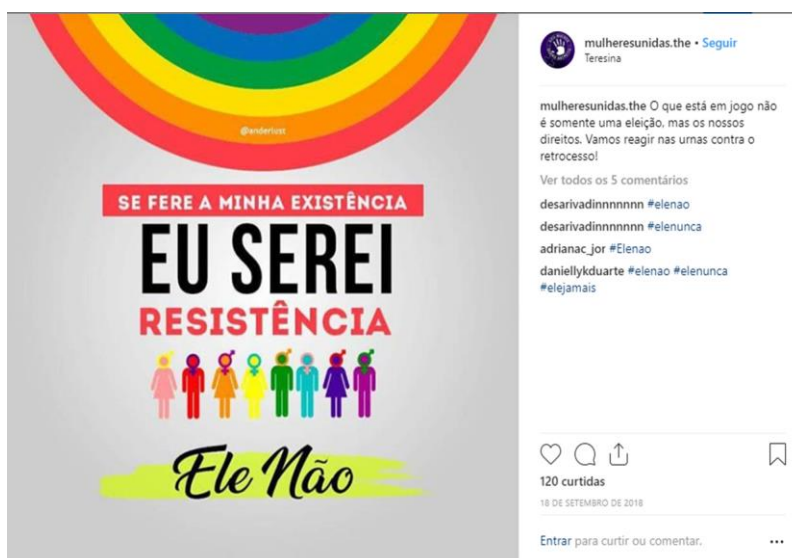 @anderlust
SE FERE A MINHA EXISTÊNCIA
EU SEREI
RESISTÊNCIA
Ele Não
mulheresunidas.the • Seguir
Teresina
mulheresunidas.the O que está em jogo não
é somente uma eleição, mas os nossos
direitos. Vamos reagir nas urnas contra o
retrocesso!
Ver todos os 5 comentários
desarivadinnnnnnn #elenao
desarivadinnnnnnn #elenunca
adrianac_jor #Elenao
daniellykduarte #elenao #elenunca
#elejamais
120 curtidas
18 DE SETEMBRO DE 2018
Entrar para curtir ou comentar.